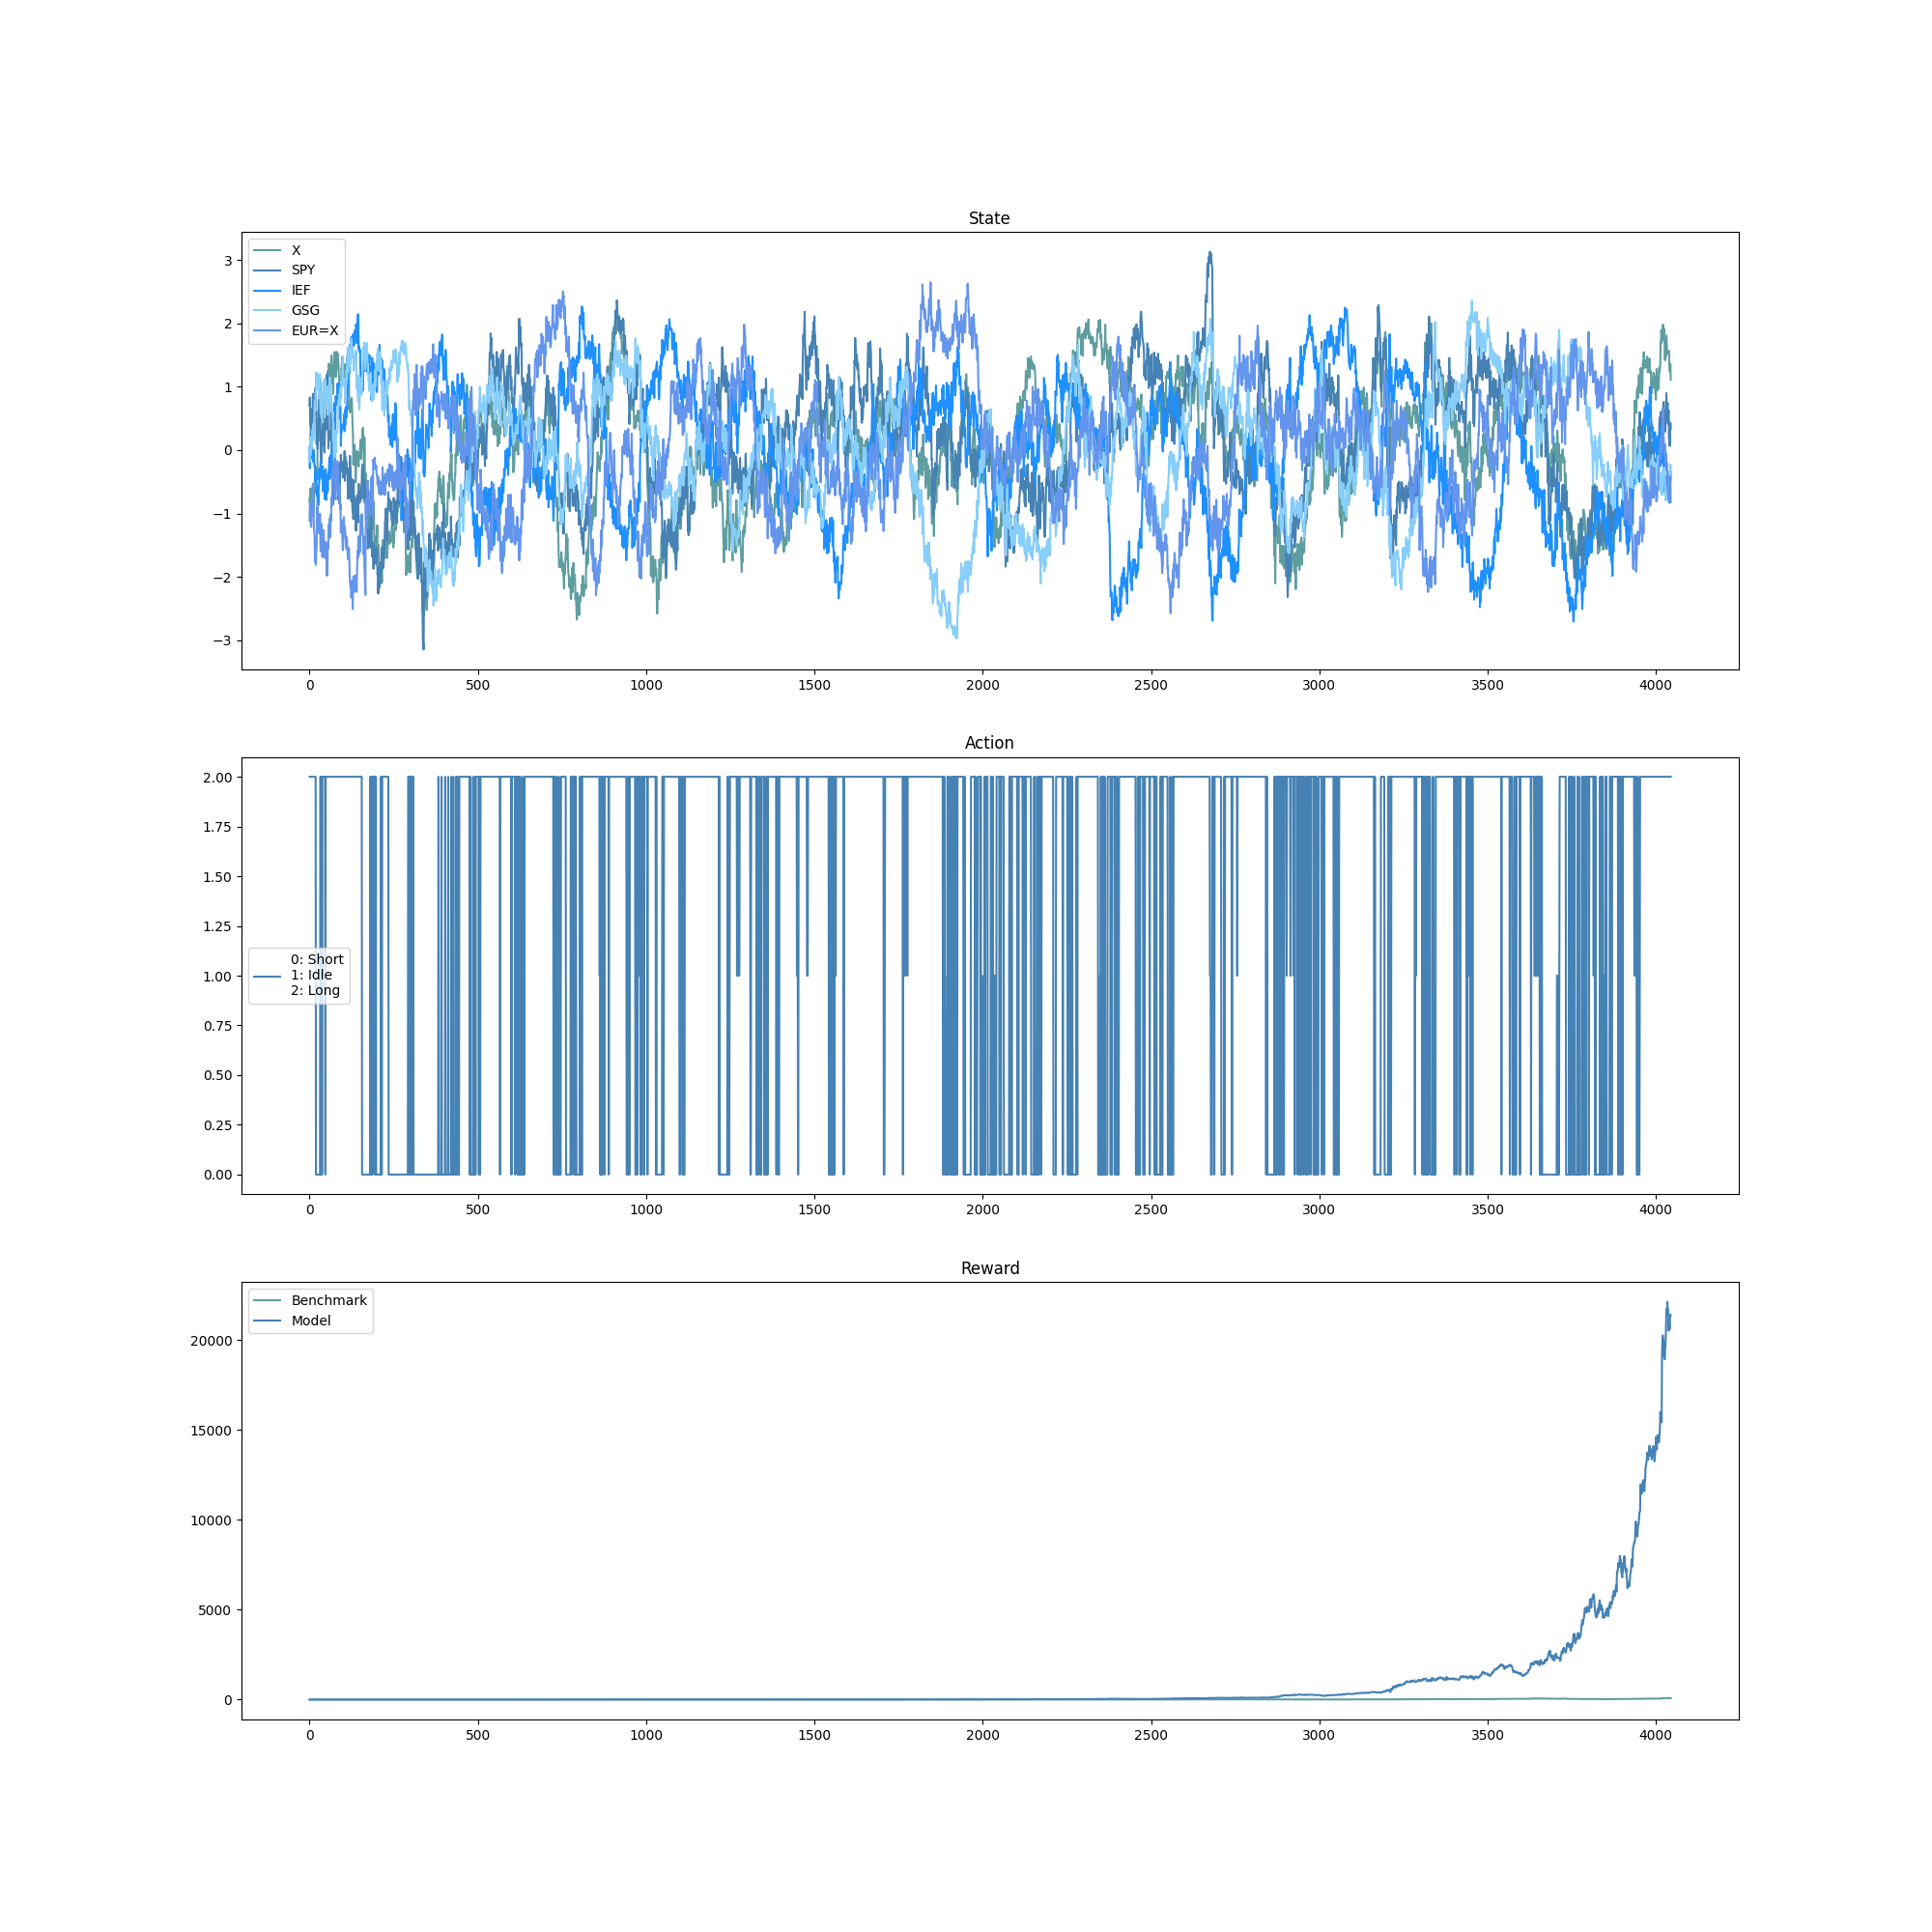 State
X
SPY
IEF
GSG
EUR=X
3
2
1
0
−1
−2
−3
0 500 1000 1500 2000 2500 3000 3500 4000
Action
2.00
1.75
1.50
1.25
1.00
0.75
0.50
0.25
0.00
0: Short
1: Idle
2: Long
0 500 1000 1500 2000 2500 3000 3500 4000
Reward
Benchmark
Model
20000
15000
10000
5000
0
0 500 1000 1500 2000 2500 3000 3500 4000